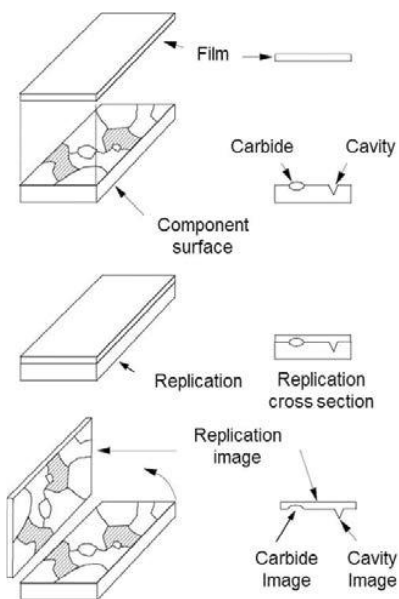 Film
Carbide
Cavity
Component
surface
Replication
Replication
cross section
Replication
image
Carbide
Image
Cavity
Image